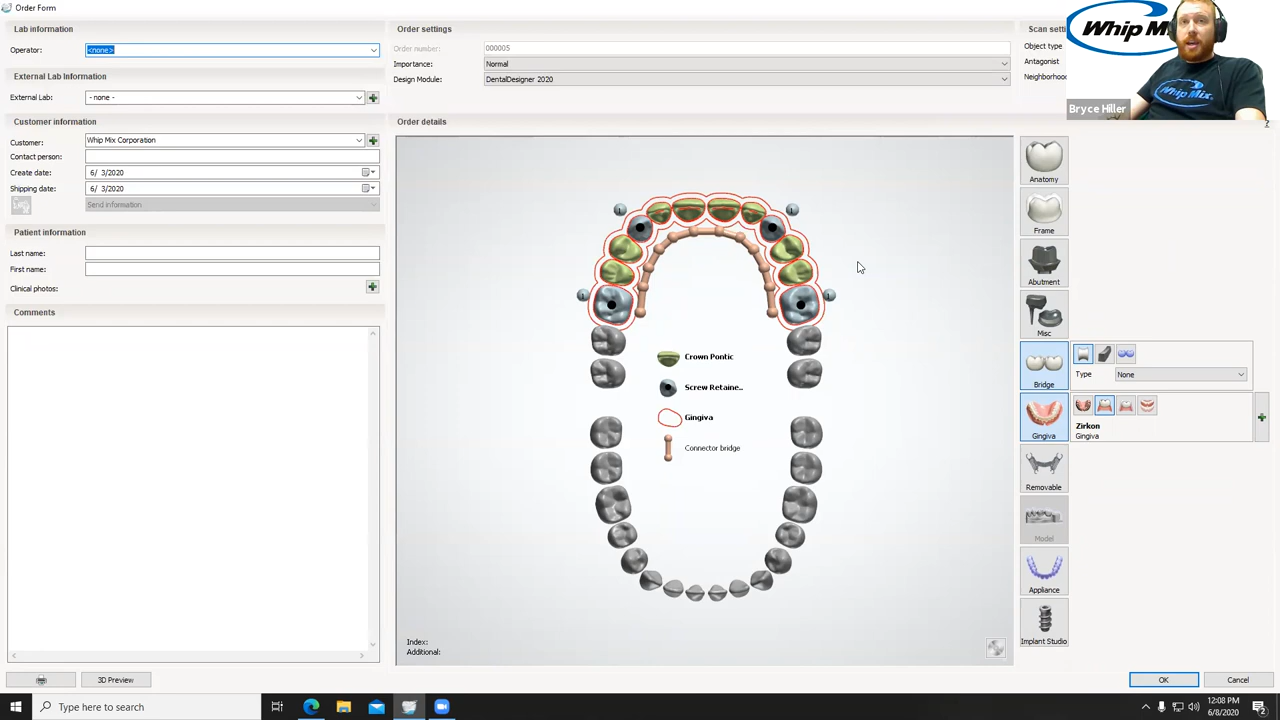 Order Form
Lab information
Operator:
<none>
External Lab Information
External Lab:
- none -
Customer information
Customer:
Whip Mix Corporation
Contact person:
Create date:
6/ 3/2020
Shipping date:
6/ 3/2020
Send information
Patient information
Last name:
First name:
Clinical photos:
Comments
3D Preview
Order settings
Order number:
000005
Importance:
Normal
Design Module:
DentalDesigner 2020
Order details
Crown Pontic
Screw Retaine..
Gingiva
Connector bridge
Index:
Additional:
Scan sett
Object type
Antagonist
Neighborhood
Whip Mix
Whip Mix
Bryce Hiller
Anatomy
Frame
Abutment
Misc
Bridge
Type
None
Gingiva
Zirkon
Gingiva
Removable
Model
Appliance
Implant Studio
OK
Cancel
Type here to search
12:08 PM
6/8/2020
2